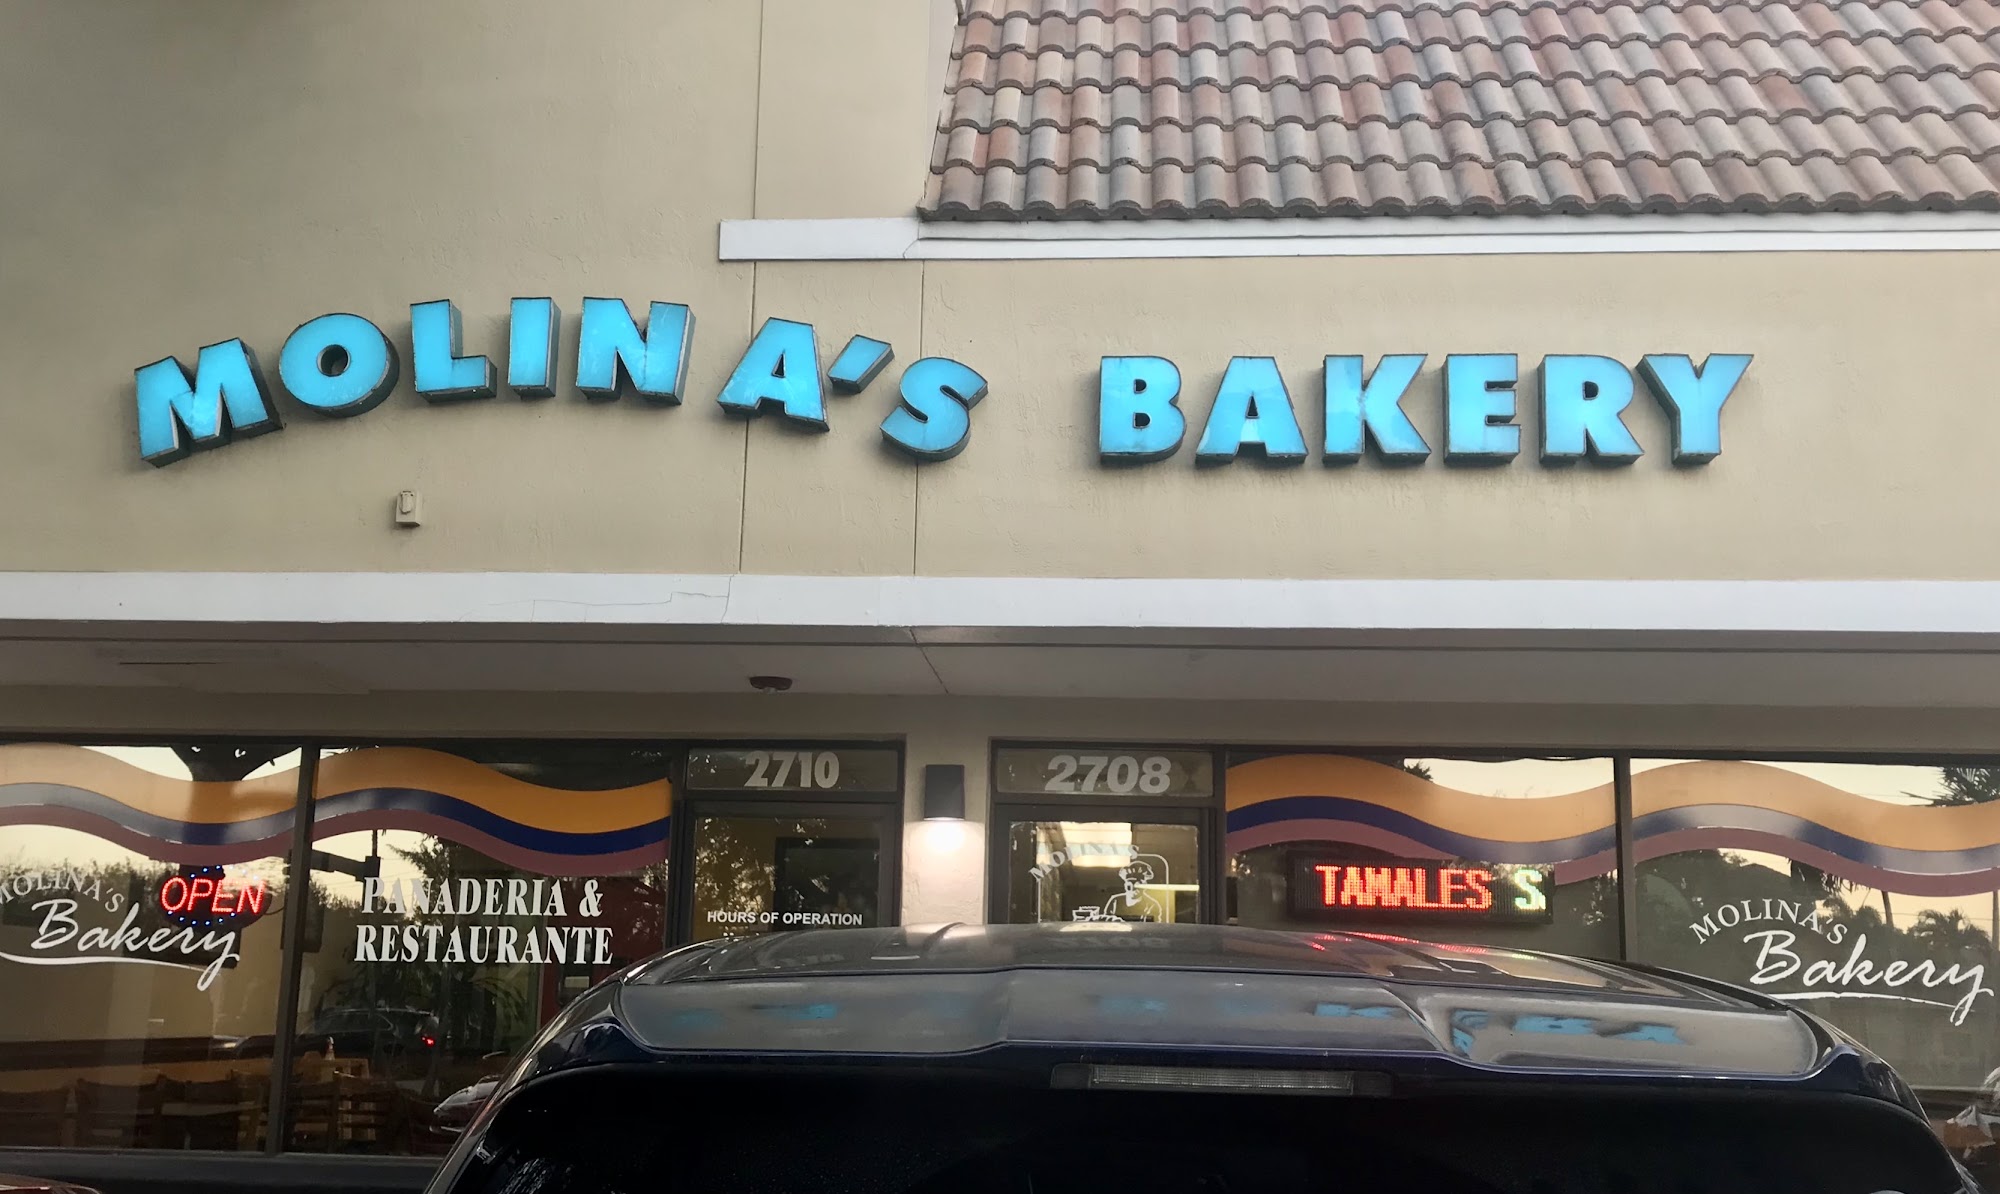 MOLINA'S BAKERY
2710
2708
MOLINA'S
Bakery
OPEN
PANADERIA &
RESTAURANTE
HOURS OF OPERATION
MOLINA'S
TAMALES S
MOLINA'S
Bakery